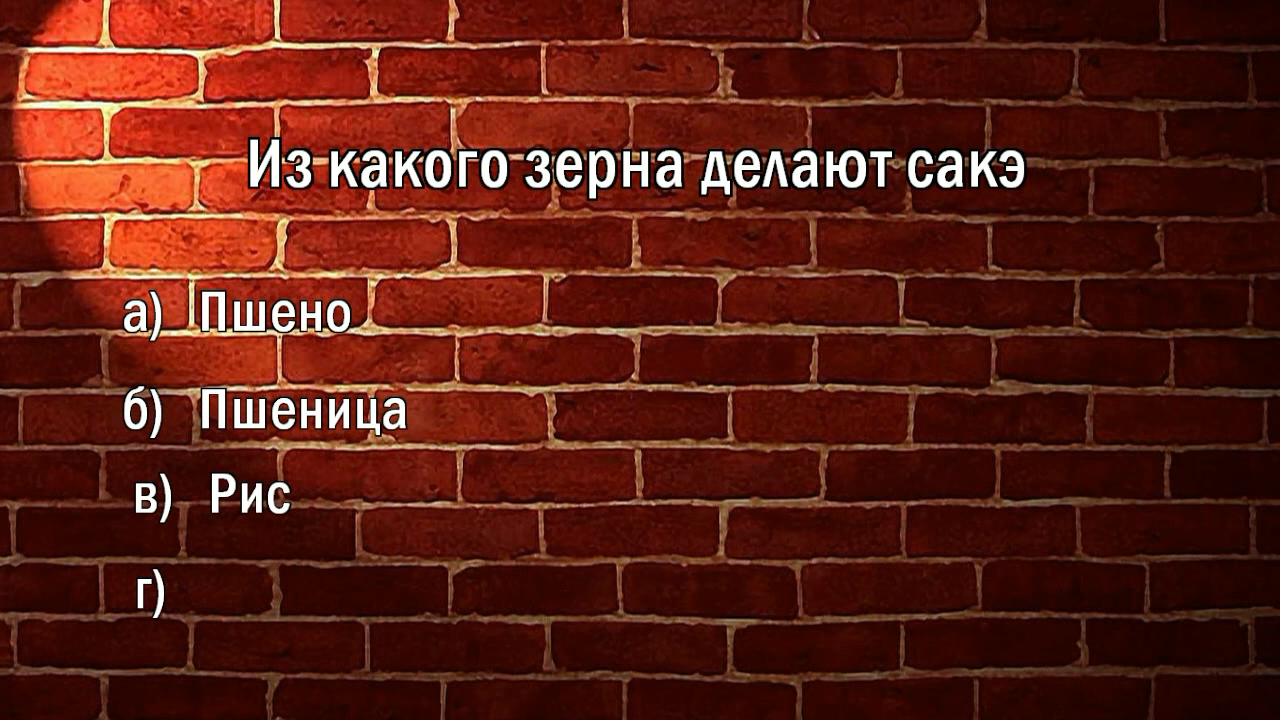 Из какого зерна делают сакэ
а) Пшено
б) Пшеница
в) Рис
г)